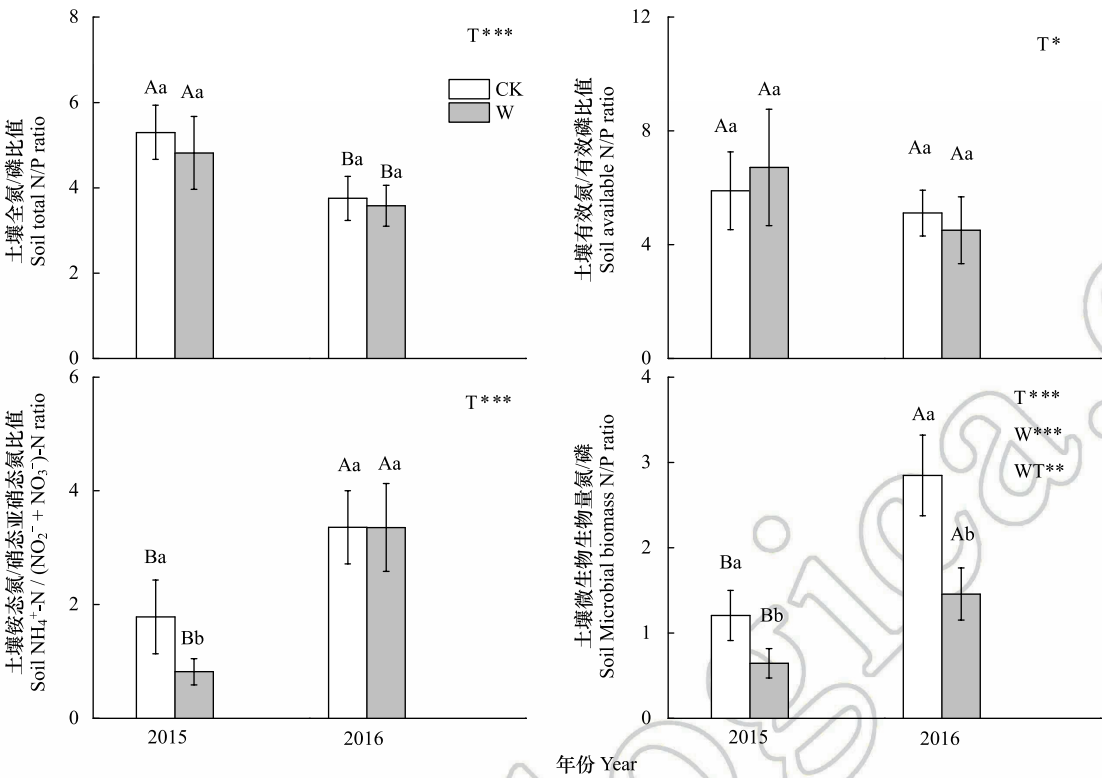 土壤全氮/磷比值
Soil total N/P ratio
8
6
4
2
0
T***
CK
W
Aa
Aa
Ba
Ba
土壤有效氮/有效磷比值
Soil available N/P ratio
12
8
4
0
T*
Aa
Aa
Aa
Aa
土壤铵态氮/硝态亚硝态氮比值
Soil NH₄⁺-N / (NO₂⁻ + NO₃⁻)-N ratio
6
4
2
0
T***
Ba
Bb
Aa
Aa
2015
2016
土壤微生物生物量氮/磷
Soil Microbial biomass N/P ratio
4
3
2
1
0
T***
W***
WT**
Ba
Bb
Aa
Ab
2015
2016
年份 Year